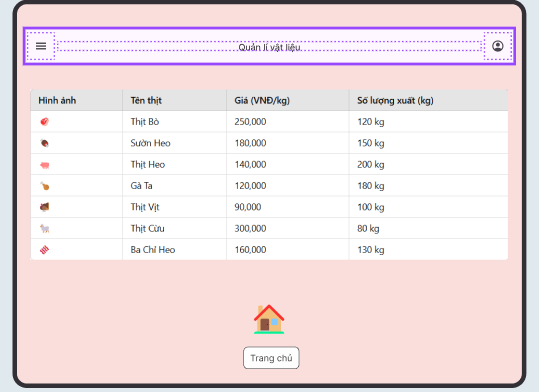 Quản lí vật liệu
Hình ảnh Tên thịt Giá (VNĐ/kg) Số lượng xuất (kg)
Thịt Bò 250,000 120 kg
Sườn Heo 180,000 150 kg
Thịt Heo 140,000 200 kg
Gà Ta 120,000 180 kg
Thịt Vịt 90,000 100 kg
Thịt Cừu 300,000 80 kg
Ba Chỉ Heo 160,000 130 kg
Trang chủ